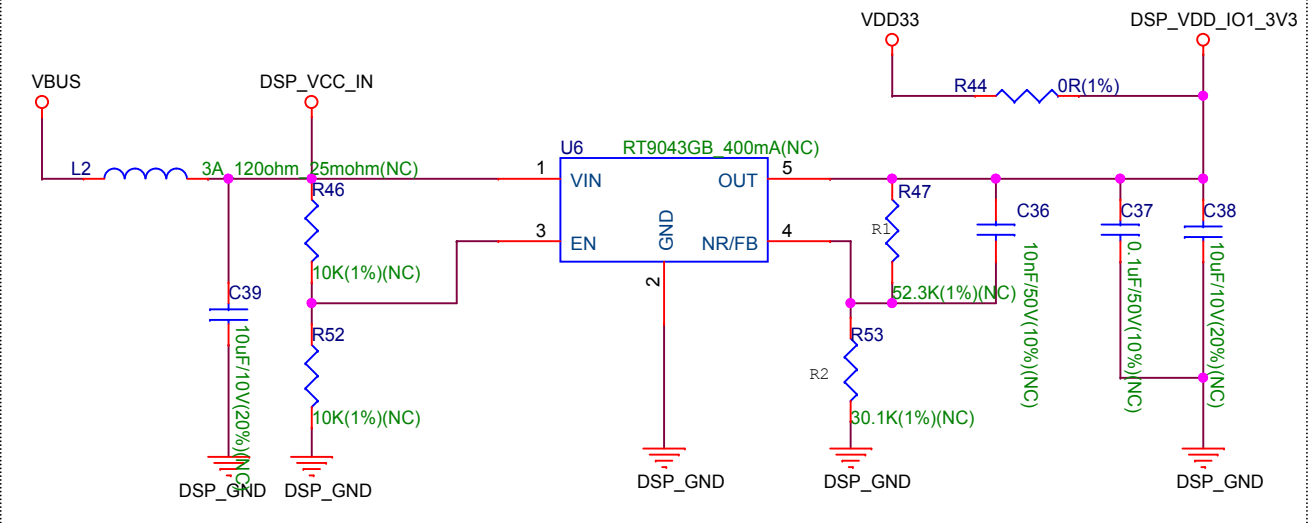 VDD33
DSP_VDD_IO1_3V3
VBUS
DSP_VCC_IN
R44
0R(1%)
U6
RT9043GB_400mA(NC)
L2
3A_120ohm_25mohm(NC)
1
VIN
OUT
5
R46
R47
C36
C37
C38
R1
3
EN
GND
NR/FB
4
10K(1%)(NC)
2
52.3K(1%)(NC)
10nF/50V(10%)(NC)
0.1uF/50V(10%)(NC)
10uF/10V(20%)(NC)
C39
10uF/10V(20%)(NC)
R52
R53
R2
10K(1%)(NC)
30.1K(1%)(NC)
DSP_GND
DSP_GND
DSP_GND
DSP_GND
DSP_GND